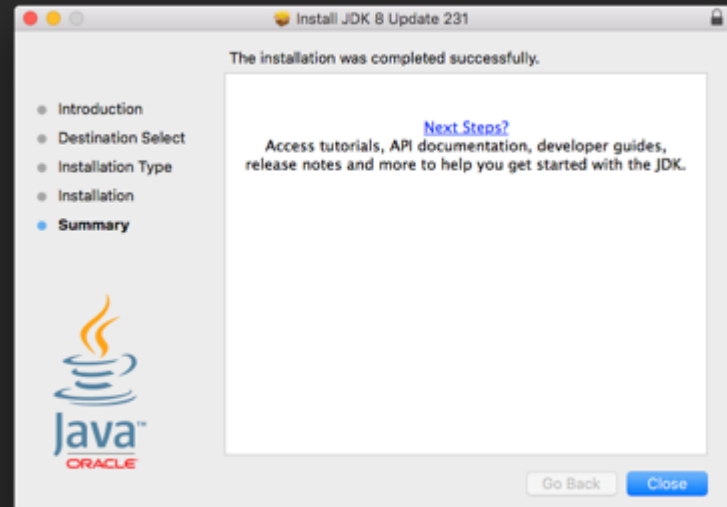 Install JDK 8 Update 231
The installation was completed successfully.
Introduction
Destination Select
Installation Type
Installation
Summary
Next Steps?
Access tutorials, API documentation, developer guides,
release notes and more to help you get started with the JDK.
Java™
ORACLE
Go Back
Close